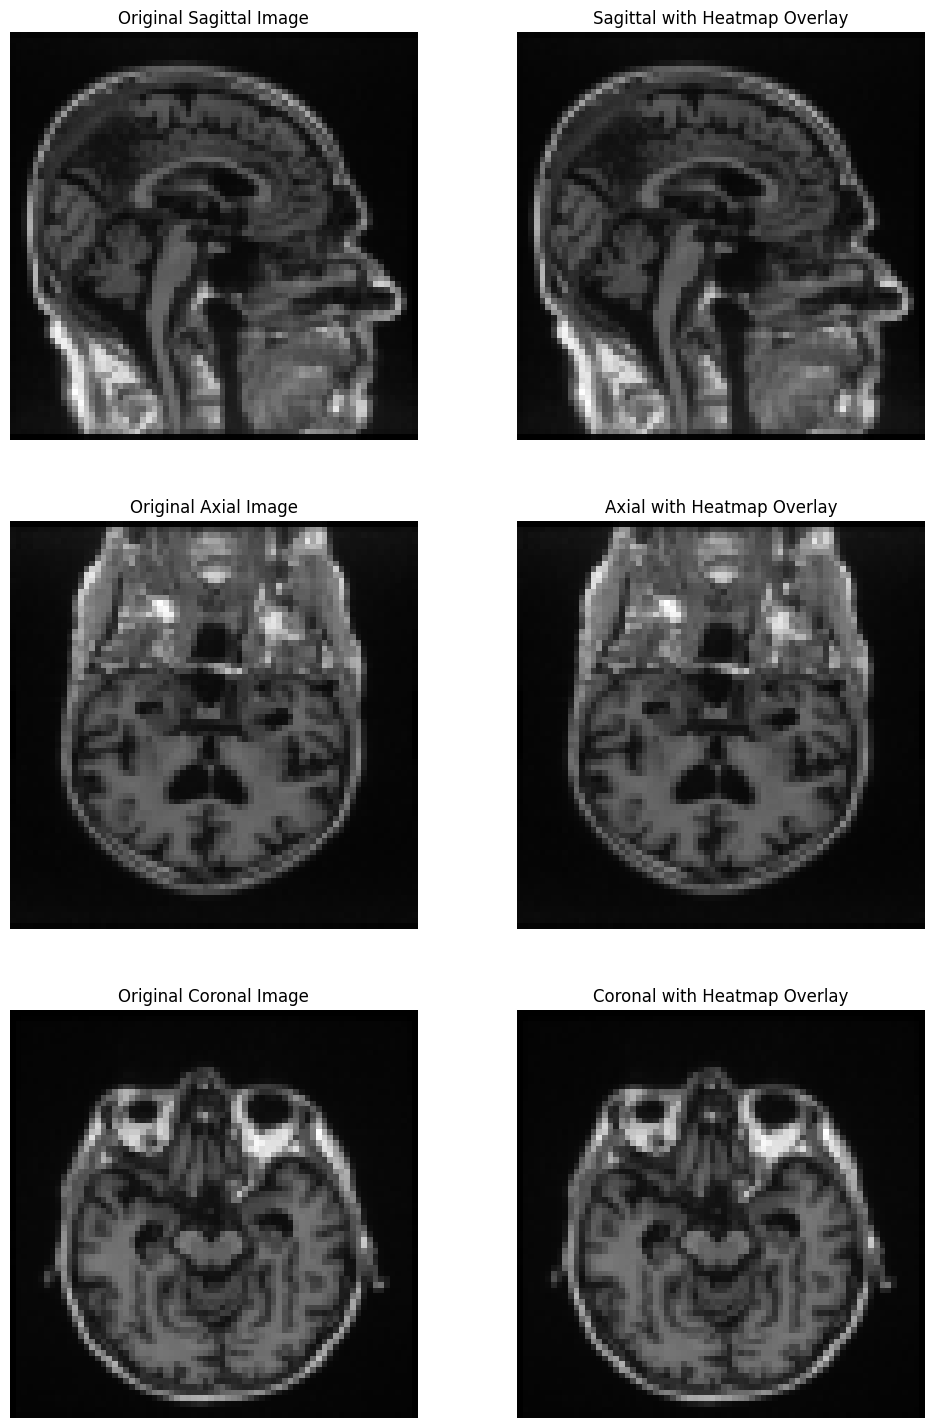 Original Sagittal Image
Sagittal with Heatmap Overlay
Original Axial Image
Axial with Heatmap Overlay
Original Coronal Image
Coronal with Heatmap Overlay